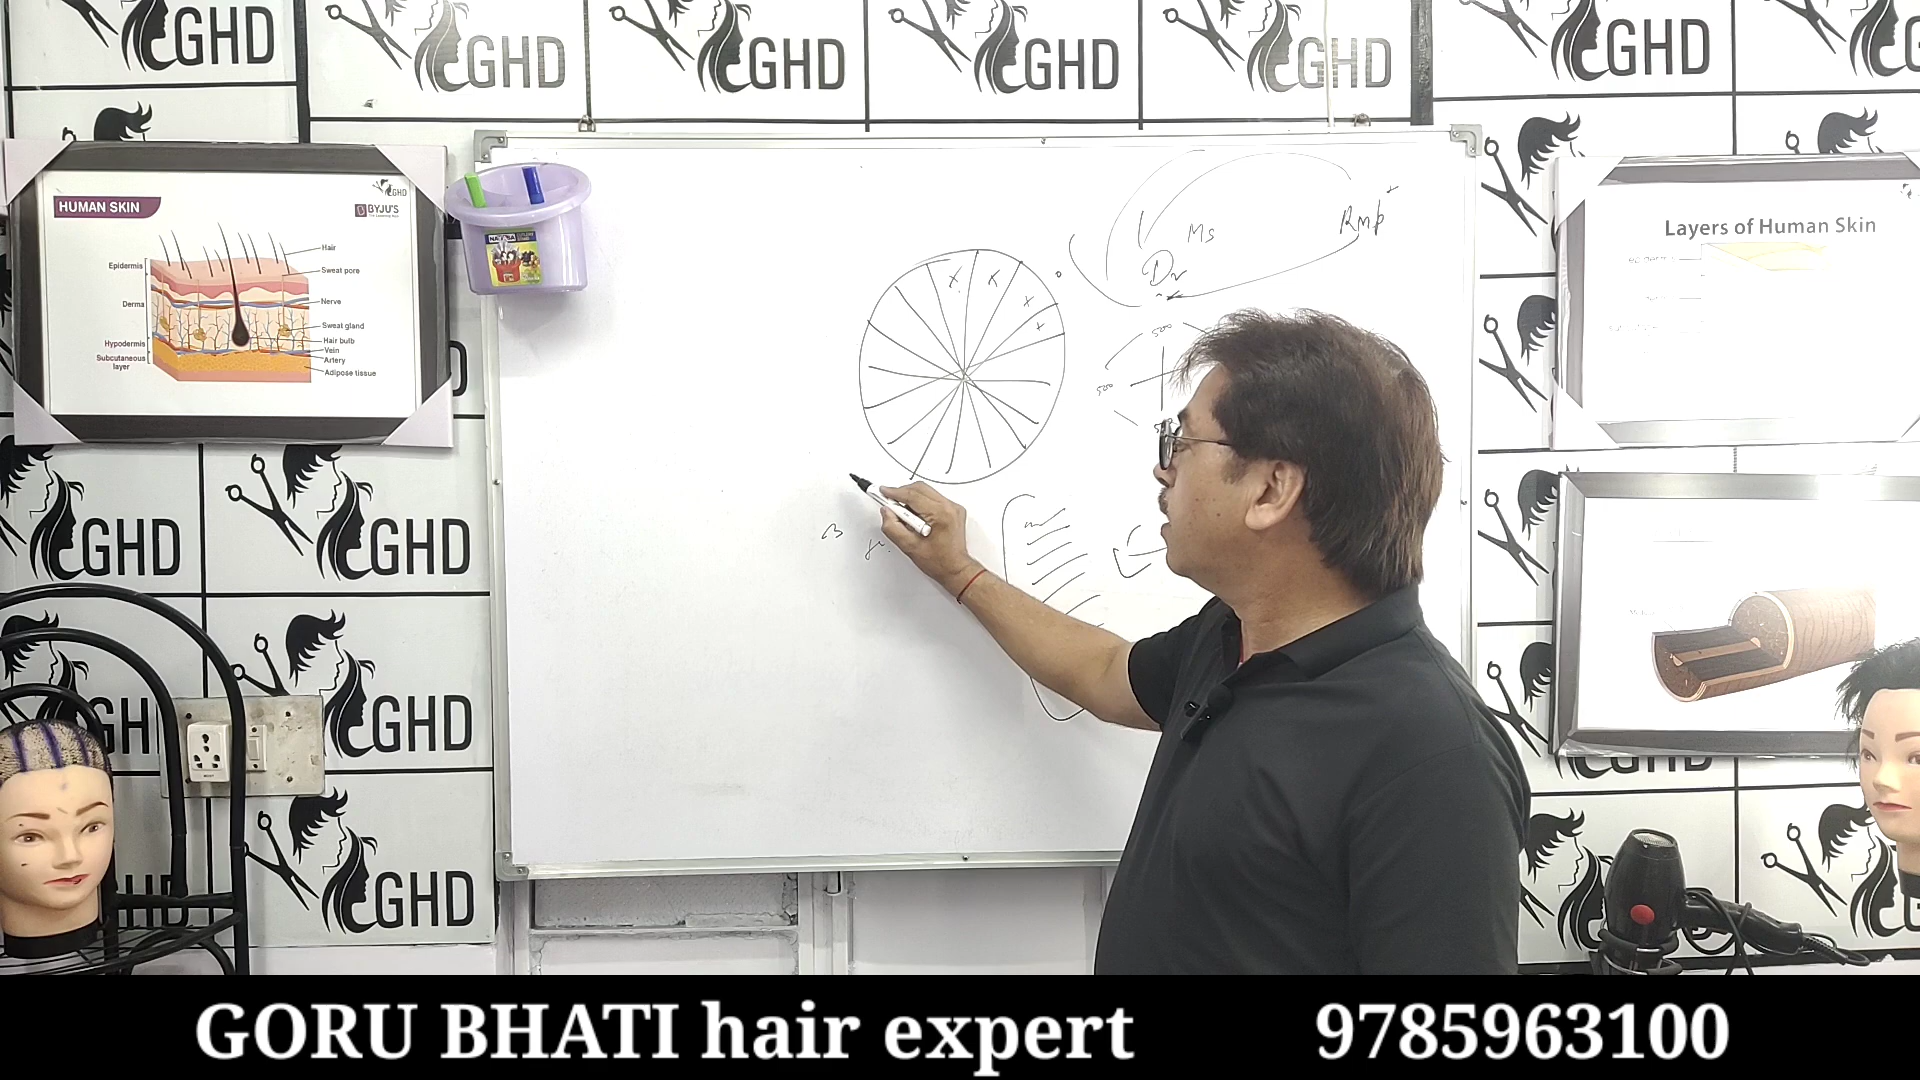 GHD
GHD
GHD
GHD
GHD
GHD
GHD
HUMAN SKIN
BYJU'S
Hair
Sweat pore
Nerve
Sweat gland
Hair bulb
Vein
Artery
Adipose tissue
Epidermis
Derma
Hypodermis
Subcutaneous
layer
Ms
Rmp
Dr
Layers of Human Skin
GHD
GHD
GHD
GHD
GHD
GORU BHATI hair expert 9785963100